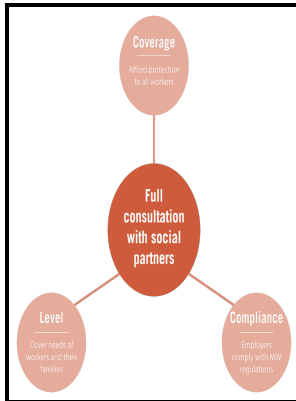 Coverage
Afford protection
to all workers
Full
consultation
with social
partners
Level
Cover needs of
workers and their
families
Compliance
Employers
comply with MW
regulations